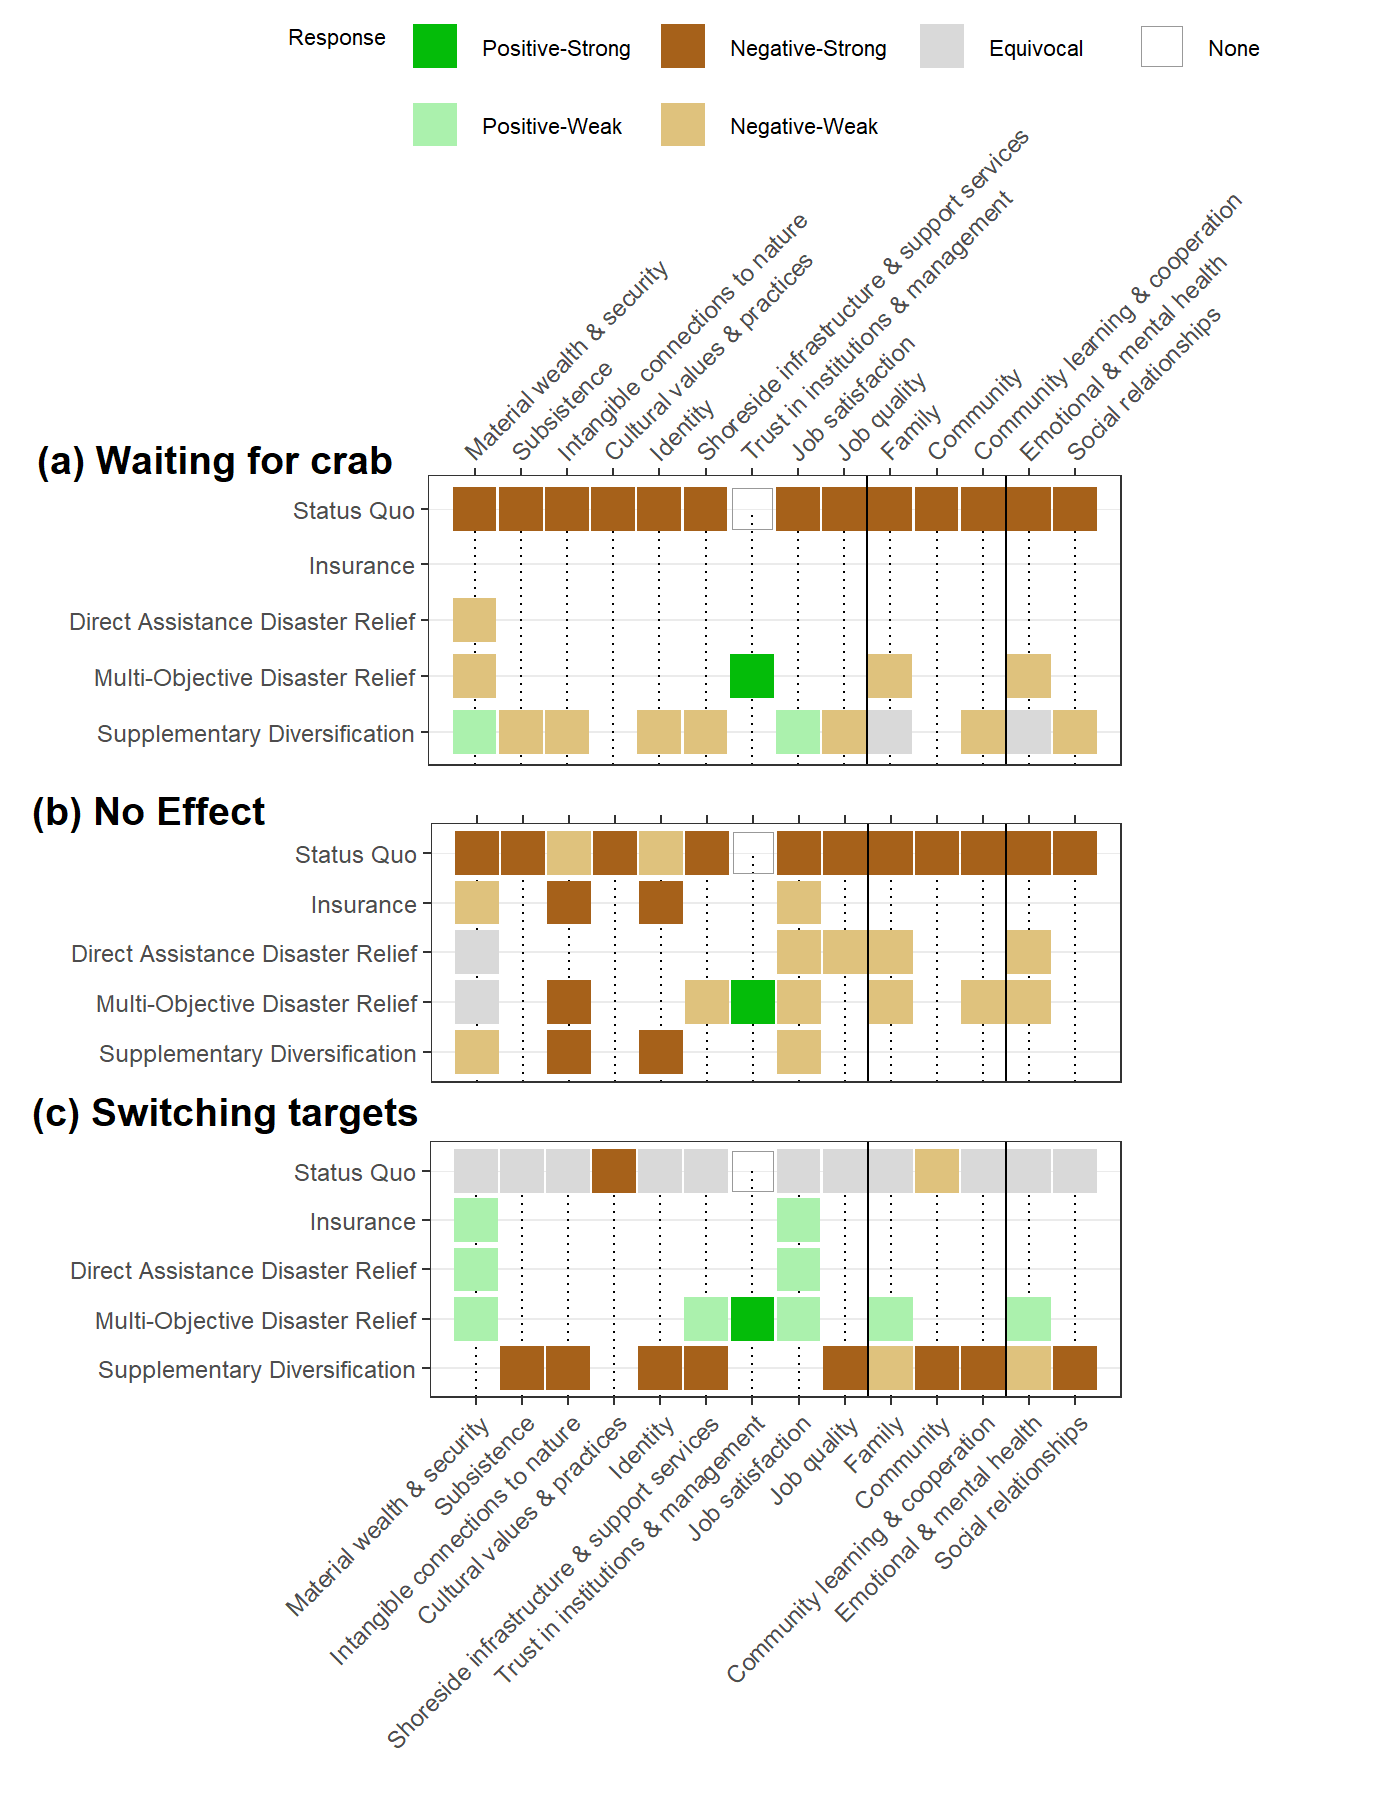 Response
Positive-Strong
Negative-Strong
Equivocal
None
Positive-Weak
Negative-Weak
Material wealth & security
Subsistence
Intangible connections to nature
Cultural values & practices
Identity
Shoreside infrastructure & support services
Trust in institutions & management
Job satisfaction
Job quality
Family
Community
Community learning & cooperation
Emotional & mental health
Social relationships
(a) Waiting for crab
Status Quo
Insurance
Direct Assistance Disaster Relief
Multi-Objective Disaster Relief
Supplementary Diversification
(b) No Effect
Status Quo
Insurance
Direct Assistance Disaster Relief
Multi-Objective Disaster Relief
Supplementary Diversification
(c) Switching targets
Status Quo
Insurance
Direct Assistance Disaster Relief
Multi-Objective Disaster Relief
Supplementary Diversification
Material wealth & security
Subsistence
Intangible connections to nature
Cultural values & practices
Identity
Shoreside infrastructure & support services
Trust in institutions & management
Job satisfaction
Job quality
Family
Community
Community learning & cooperation
Emotional & mental health
Social relationships